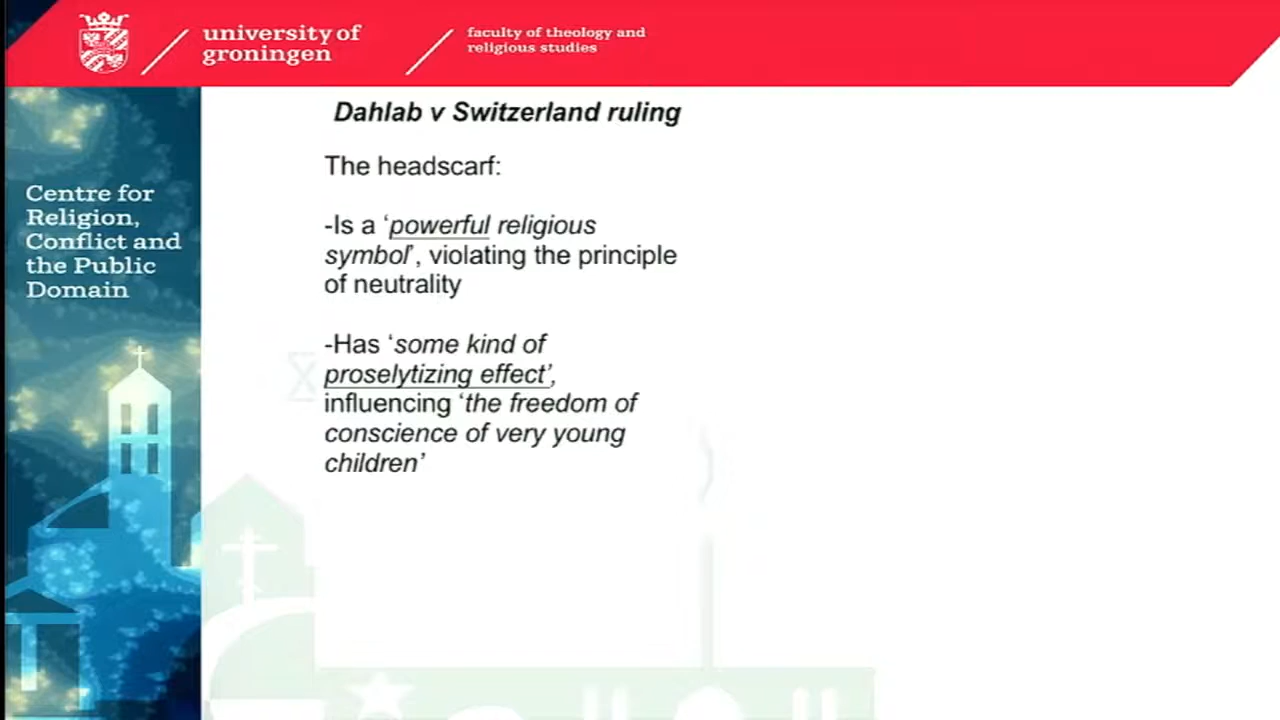 university of
groningen
faculty of theology and
religious studies
Centre for
Religion,
Conflict and
the Public
Domain
Dahlab v Switzerland ruling
The headscarf:
-Is a ‘powerful religious
symbol’, violating the principle
of neutrality
-Has ‘some kind of
proselytizing effect’,
influencing ‘the freedom of
conscience of very young
children’